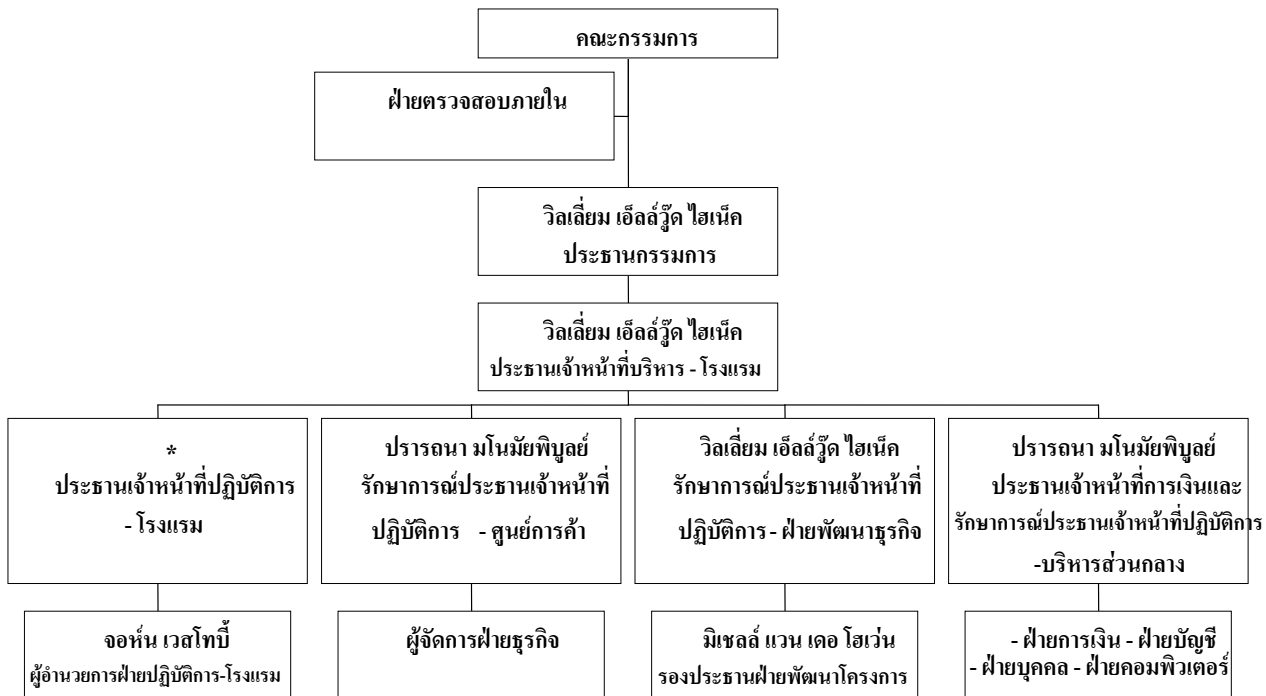 คณะกรรมการ
ฝ่ายตรวจสอบภายใน
วิลเลี่ยม เอ็ลล์วู๊ด ไฮเน็ค
ประธานกรรมการ
วิลเลี่ยม เอ็ลล์วู๊ด ไฮเน็ค
ประธานเจ้าหน้าที่บริหาร - โรงแรม
*
ประธานเจ้าหน้าที่ปฏิบัติการ
- โรงแรม
ปรารถนา มโนมัยพิบูลย์
รักษาการณ์ประธานเจ้าหน้าที่
ปฏิบัติการ - ศูนย์การค้า
วิลเลี่ยม เอ็ลล์วู๊ด ไฮเน็ค
รักษาการณ์ประธานเจ้าหน้าที่
ปฏิบัติการ - ฝ่ายพัฒนาธุรกิจ
ปรารถนา มโนมัยพิบูลย์
ประธานเจ้าหน้าที่การเงินและ
รักษาการณ์ประธานเจ้าหน้าที่ปฏิบัติการ
-บริหารส่วนกลาง
จอห์น เวสโทบี้
ผู้อำนวยการฝ่ายปฏิบัติการ-โรงแรม
ผู้จัดการฝ่ายธุรกิจ
มิเชลล์ แวน เดอ โฮเว่น
รองประธานฝ่ายพัฒนาโครงการ
- ฝ่ายการเงิน - ฝ่ายบัญชี
- ฝ่ายบุคคล - ฝ่ายคอมพิวเตอร์